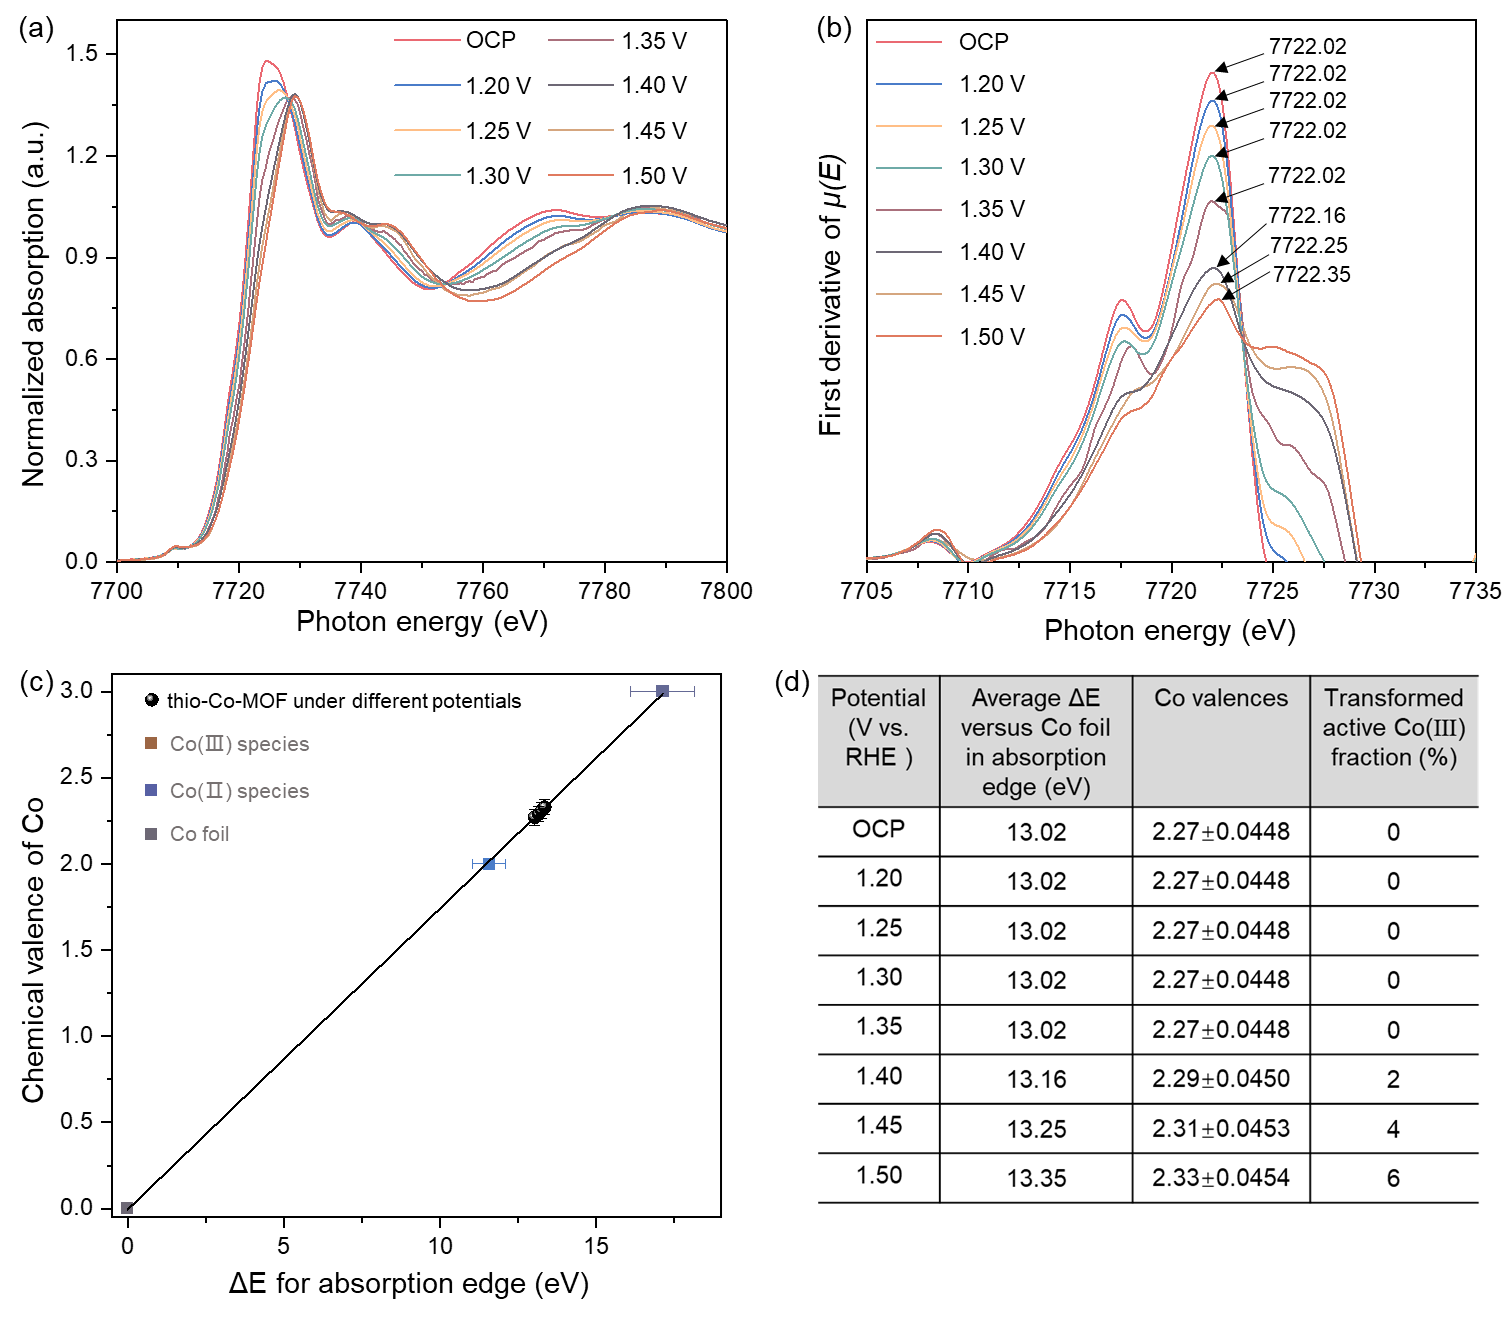 (a)
OCP
1.20 V
1.25 V
1.30 V
1.35 V
1.40 V
1.45 V
1.50 V
1.5
1.2
0.9
0.6
0.3
0.0
Normalized absorption (a.u.)
7700
7720
7740
7760
7780
7800
Photon energy (eV)
(b)
OCP
1.20 V
1.25 V
1.30 V
1.35 V
1.40 V
1.45 V
1.50 V
7722.02
7722.02
7722.02
7722.02
7722.02
7722.16
7722.25
7722.35
First derivative of μ(E)
7705
7710
7715
7720
7725
7730
7735
Photon energy (eV)
(c)
thio-Co-MOF under different potentials
Co(Ⅲ) species
Co(Ⅱ) species
Co foil
3.0
2.5
2.0
1.5
1.0
0.5
0.0
Chemical valence of Co
0
5
10
15
ΔE for absorption edge (eV)
(d)
Potential
(V vs.
RHE )
Average ΔE
versus Co foil
in absorption
edge (eV)
Co valences
Transformed
active Co(Ⅲ)
fraction (%)
OCP 13.02 2.27±0.0448 0
1.20 13.02 2.27±0.0448 0
1.25 13.02 2.27±0.0448 0
1.30 13.02 2.27±0.0448 0
1.35 13.02 2.27±0.0448 0
1.40 13.16 2.29±0.0450 2
1.45 13.25 2.31±0.0453 4
1.50 13.35 2.33±0.0454 6